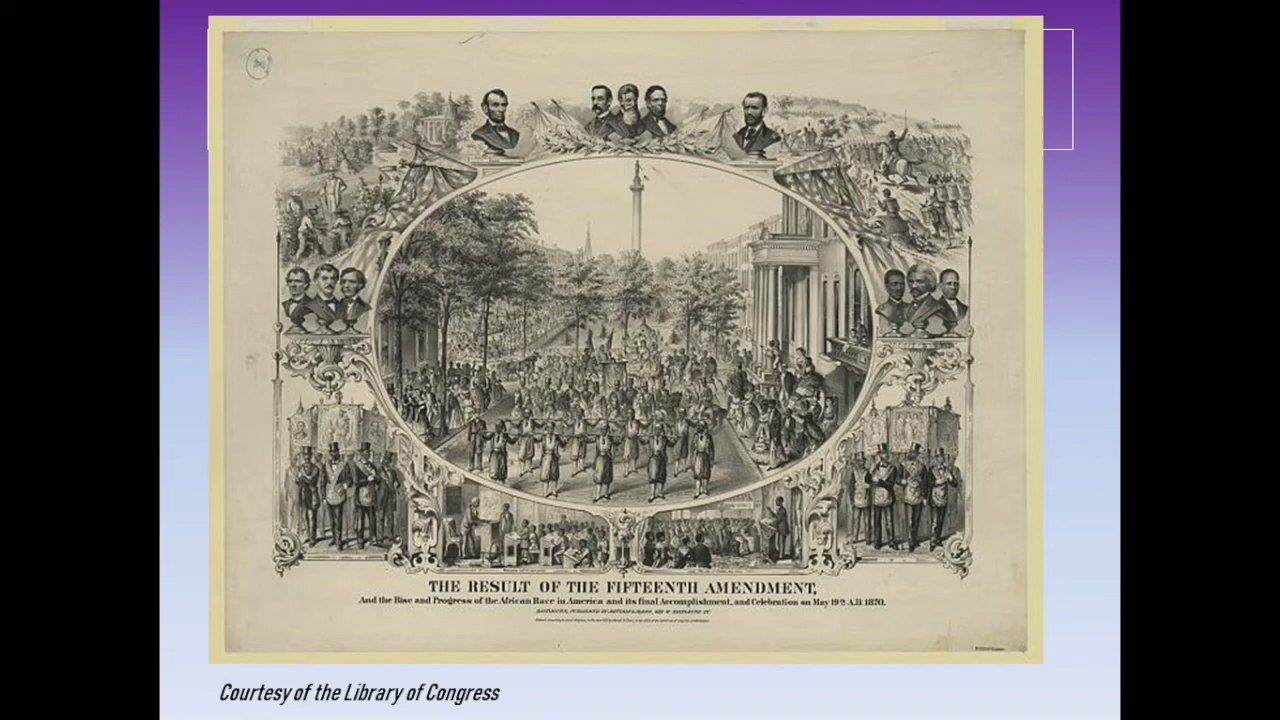 THE RESULT OF THE FIFTEENTH AMENDMENT,
And the Rise and Progress of the African Race in America and its final Accomplishment, and Celebration on May 19th A.D. 1870.
Courtesy of the Library of Congress